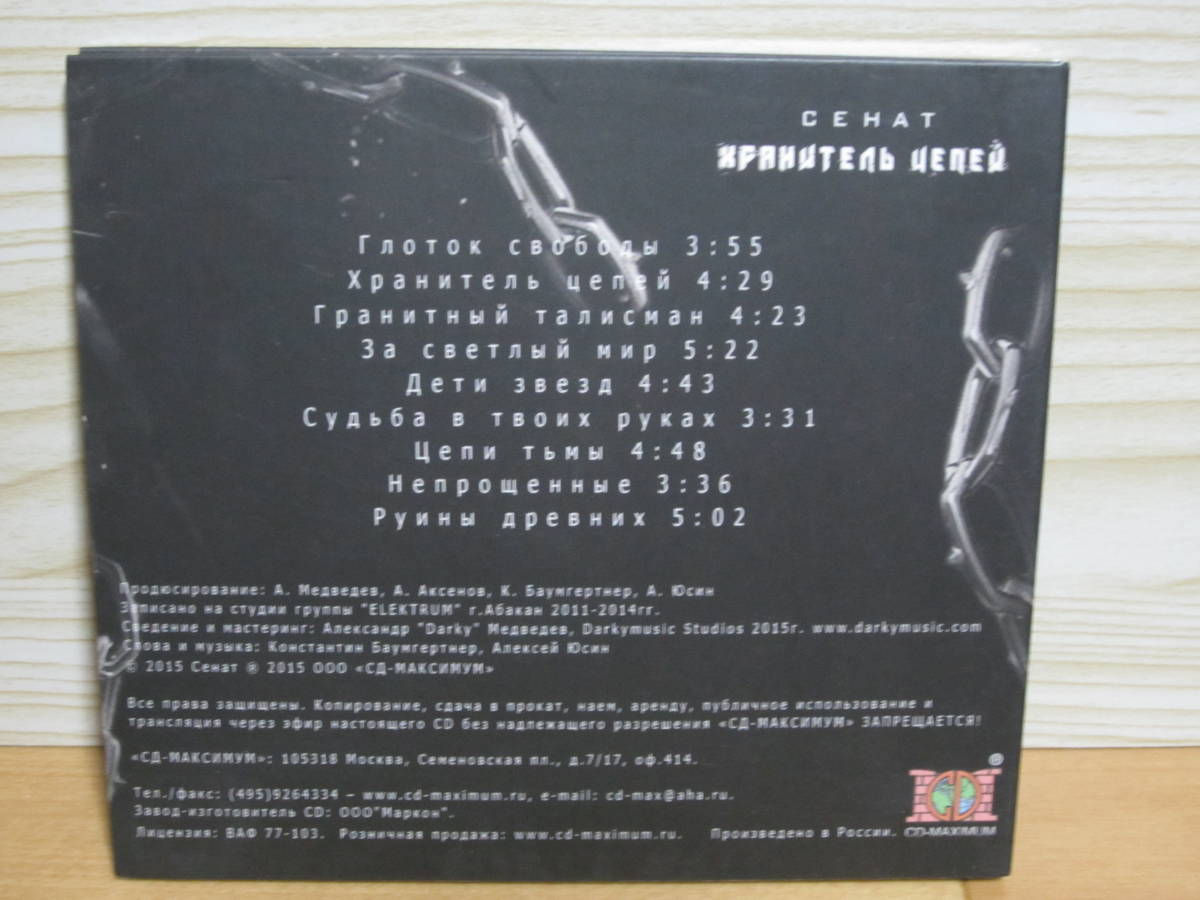 СЕНАТ
ХРАНИТЕЛЬ ЦЕПЕЙ
Глоток свободы 3:55
Хранитель цепей 4:29
Гранитный талисман 4:23
За светлый мир 5:22
Дети звезд 4:43
Судьба в твоих руках 3:31
Цепи тьмы 4:48
Непрощенные 3:36
Руины древних 5:02
Продюсирование: А. Медведев, А. Аксенов, К. Баумгертнер, А. Юсин
Записано на студии группы "ELEKTRUM" г.Абакан 2011-2014гг.
Сведение и мастеринг: Александр "Darky" Медведев, Darkymusic Studios 2015г. www.darkymusic.com
Слова и музыка: Константин Баумгертнер, Алексей Юсин
© 2015 Сенат ® 2015 ООО «СД-МАКСИМУМ»
Все права защищены. Копирование, сдача в прокат, наем, аренду, публичное использование и
трансляция через эфир настоящего CD без надлежащего разрешения «СД-МАКСИМУМ» ЗАПРЕЩАЕТСЯ!
«СД-МАКСИМУМ»: 105318 Москва, Семеновская пл., д.7/17, оф.414.
Тел./факс: (495)9264334 – www.cd-maximum.ru, e-mail: cd-max@aha.ru.
Завод-изготовитель CD: ООО"Маркон".
Лицензия: ВАФ 77-103. Розничная продажа: www.cd-maximum.ru. Произведено в России.
®
CD
CD-MAXIMUM